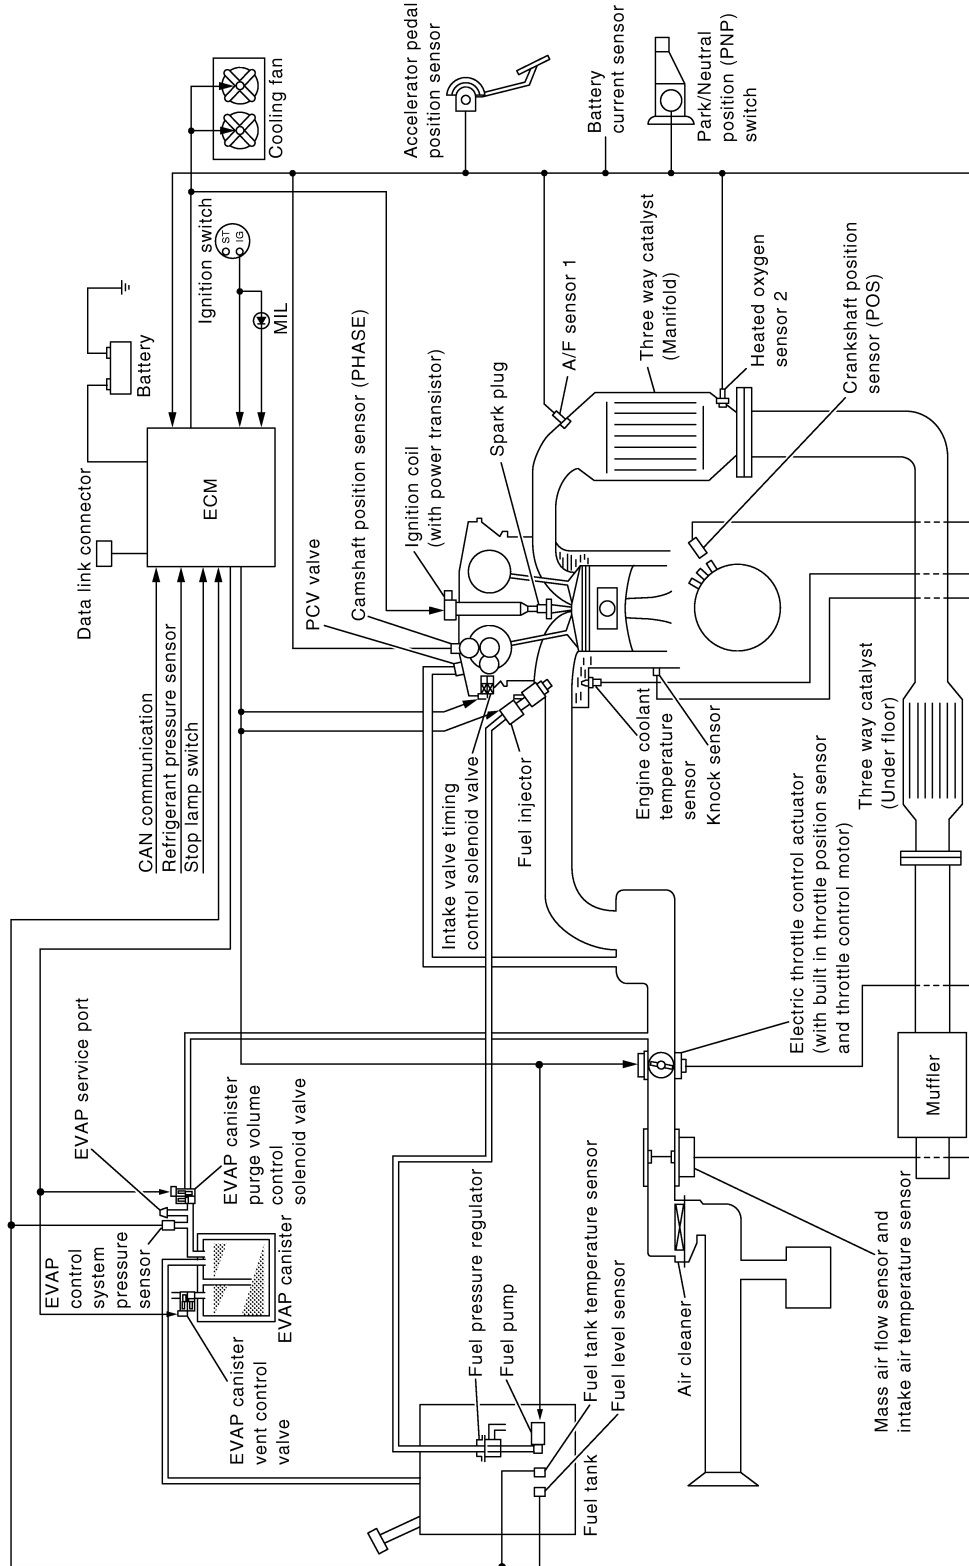 Data link connector
Battery
Ignition switch
ST
IG
MIL
Cooling fan
ECM
CAN communication
Refrigerant pressure sensor
Stop lamp switch
Accelerator pedal
position sensor
Battery
current sensor
Park/Neutral
position (PNP)
switch
PCV valve
Camshaft position sensor (PHASE)
Ignition coil
(with power transistor)
Spark plug
A/F sensor 1
Three way catalyst
(Manifold)
Heated oxygen
sensor 2
Crankshaft position
sensor (POS)
Intake valve timing
control solenoid valve
Fuel injector
Engine coolant
temperature
sensor
Knock sensor
Electric throttle control actuator
(with built in throttle position sensor
and throttle control motor)
Three way catalyst
(Under floor)
Muffler
EVAP service port
EVAP
control
system
pressure
sensor
EVAP canister
purge volume
control
solenoid valve
EVAP canister
EVAP canister
vent control
valve
Fuel pressure regulator
Fuel pump
Fuel tank temperature sensor
Fuel level sensor
Fuel tank
Air cleaner
Mass air flow sensor and
intake air temperature sensor